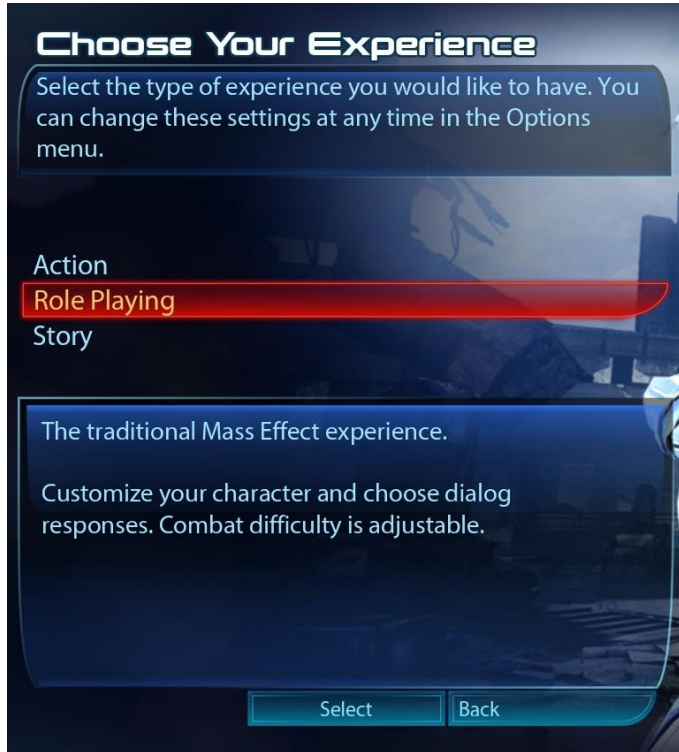 Choose Your Experience
Select the type of experience you would like to have. You
can change these settings at any time in the Options
menu.
Action
Role Playing
Story
The traditional Mass Effect experience.
Customize your character and choose dialog
responses. Combat difficulty is adjustable.
Select
Back